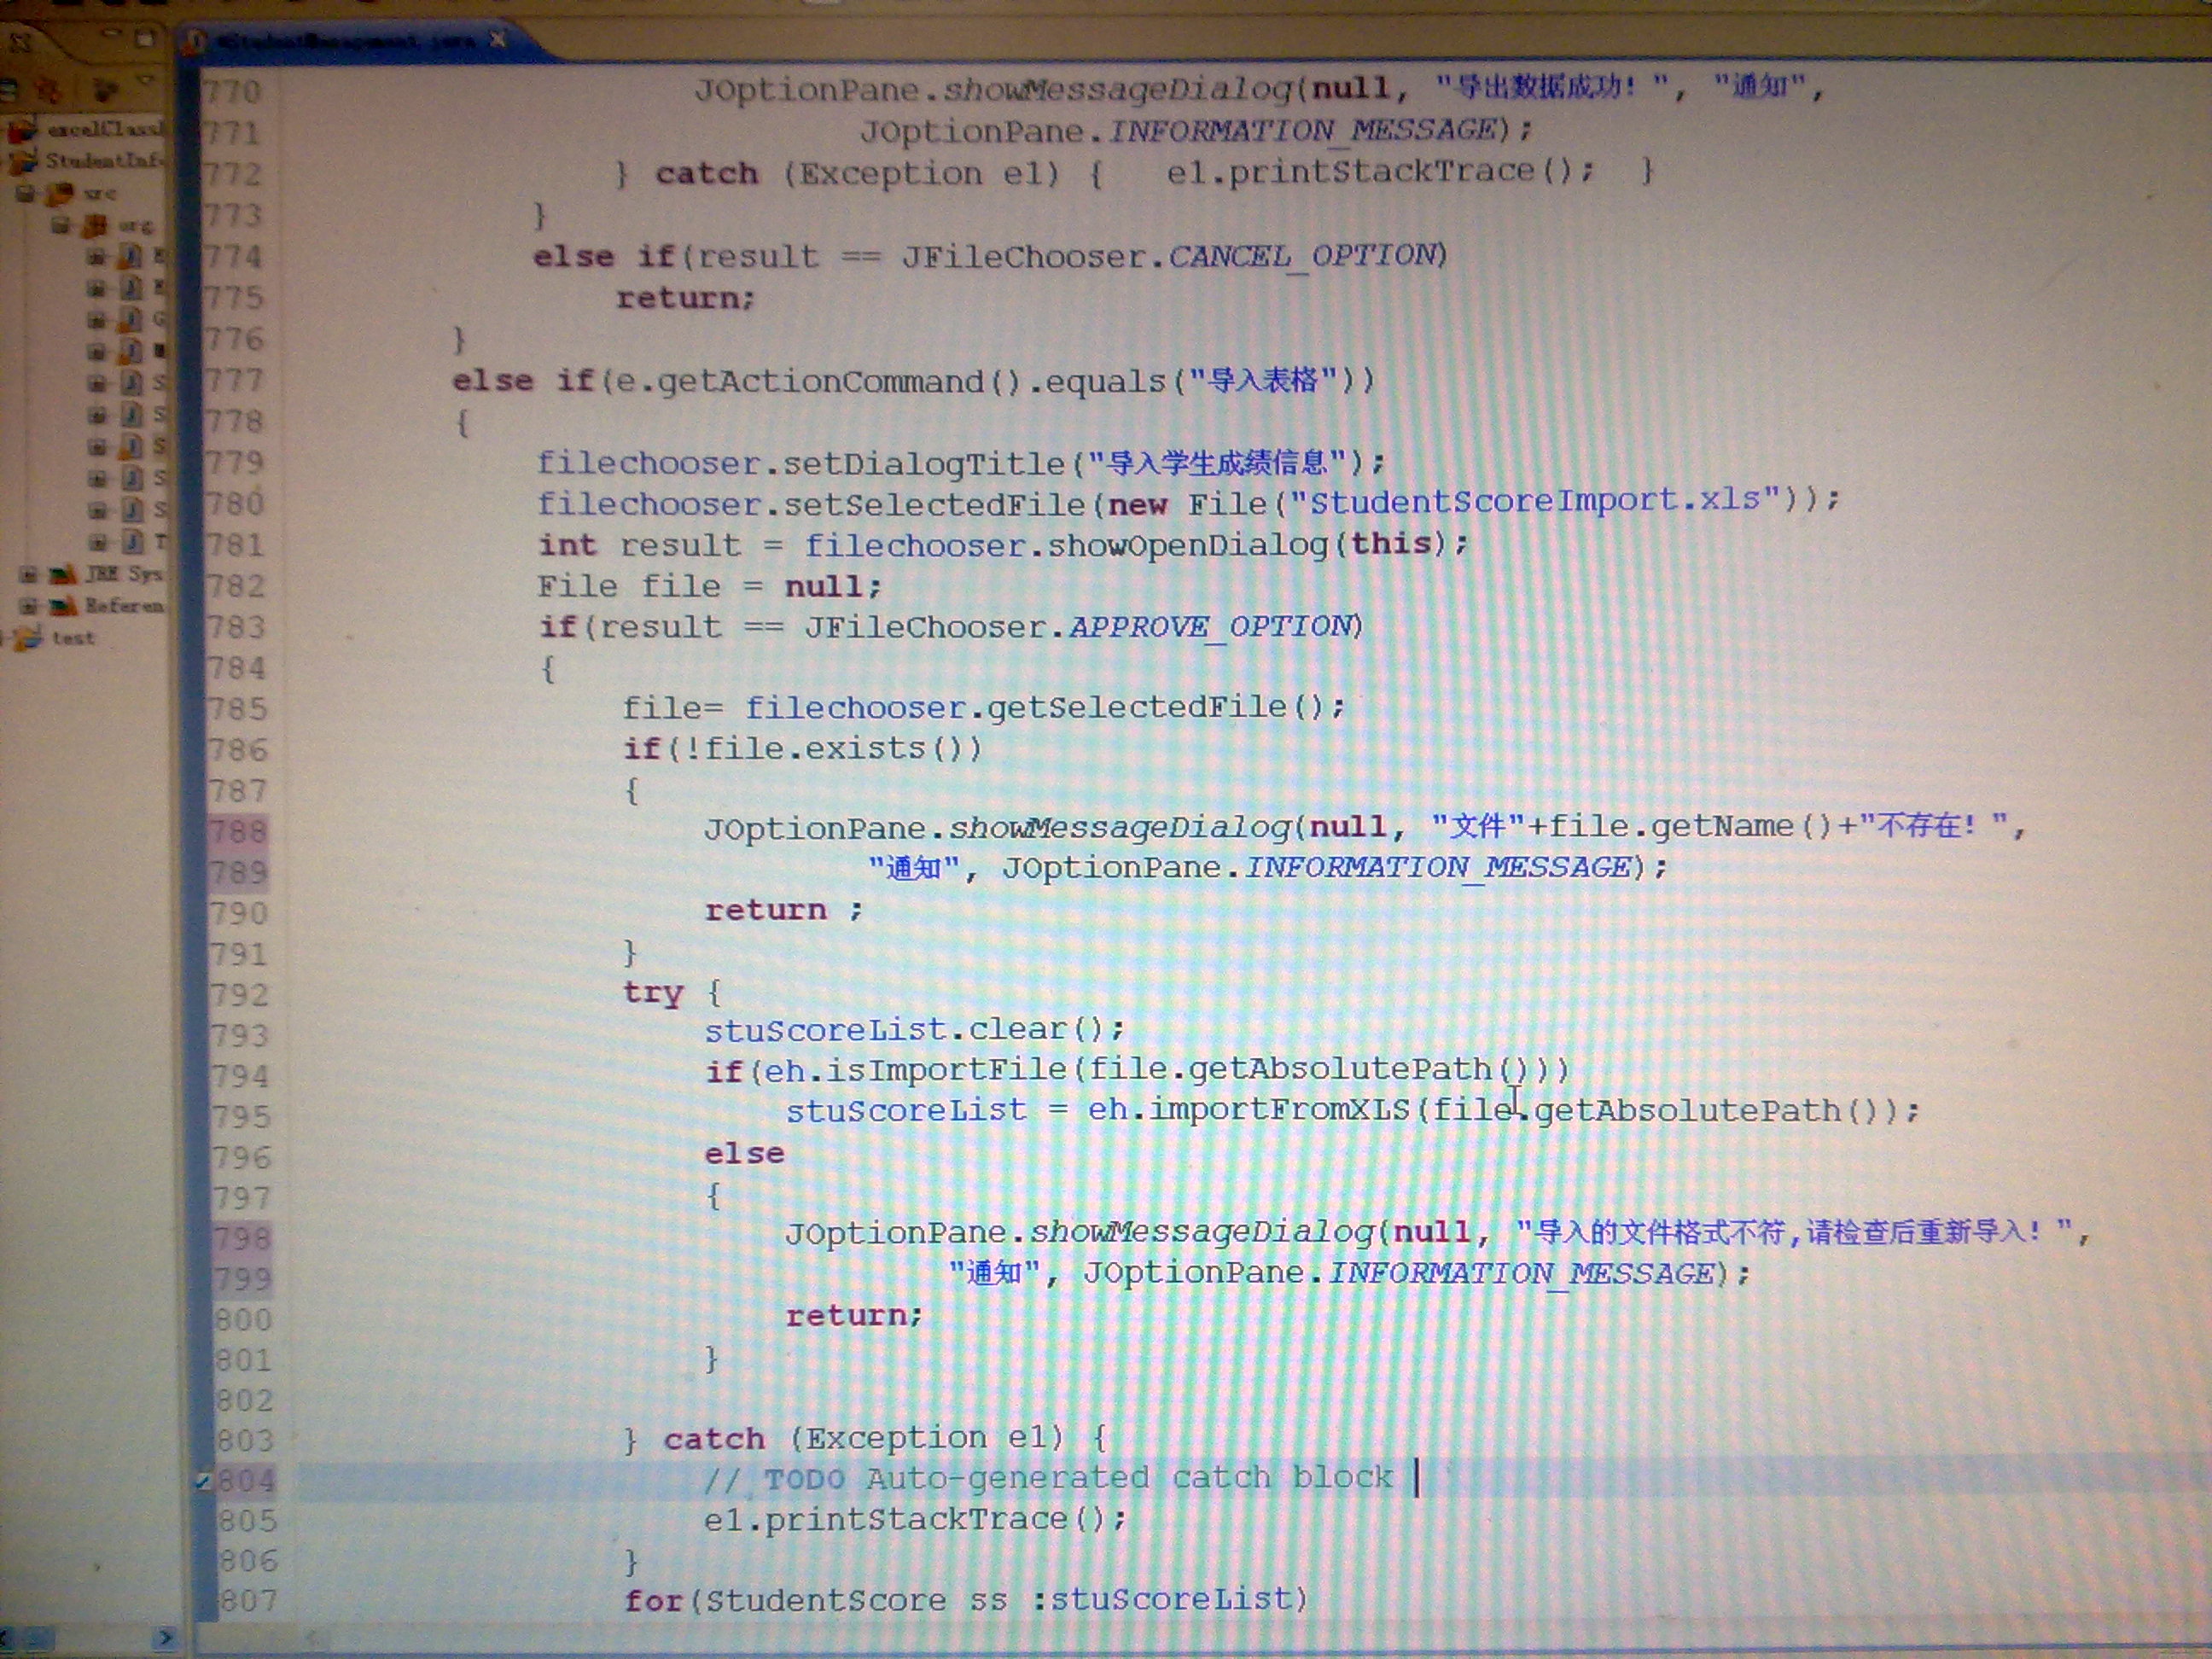 excelClass
StudentInf
src
org
JRE Sys
Referen
test
StudentManagement.java
770 JOptionPane.showMessageDialog(null, "导出数据成功! ", "通知",
771 JOptionPane.INFORMATION_MESSAGE);
772 } catch (Exception e1) { e1.printStackTrace(); }
773 }
774 else if(result == JFileChooser.CANCEL_OPTION)
775 return;
776 }
777 else if(e.getActionCommand().equals("导入表格"))
778 {
779 filechooser.setDialogTitle("导入学生成绩信息");
780 filechooser.setSelectedFile(new File("StudentScoreImport.xls"));
781 int result = filechooser.showOpenDialog(this);
782 File file = null;
783 if(result == JFileChooser.APPROVE_OPTION)
784 {
785 file= filechooser.getSelectedFile();
786 if(!file.exists())
787 {
788 JOptionPane.showMessageDialog(null, "文件"+file.getName()+"不存在! ",
789 "通知", JOptionPane.INFORMATION_MESSAGE);
790 return ;
791 }
792 try {
793 stuScoreList.clear();
794 if(eh.isImportFile(file.getAbsolutePath()))
795 stuScoreList = eh.importFromXLS(file.getAbsolutePath());
796 else
797 {
798 JOptionPane.showMessageDialog(null, "导入的文件格式不符,请检查后重新导入! ",
799 "通知", JOptionPane.INFORMATION_MESSAGE);
800 return;
801 }
802
803 } catch (Exception e1) {
804 // TODO Auto-generated catch block
805 e1.printStackTrace();
806 }
807 for(StudentScore ss :stuScoreList)